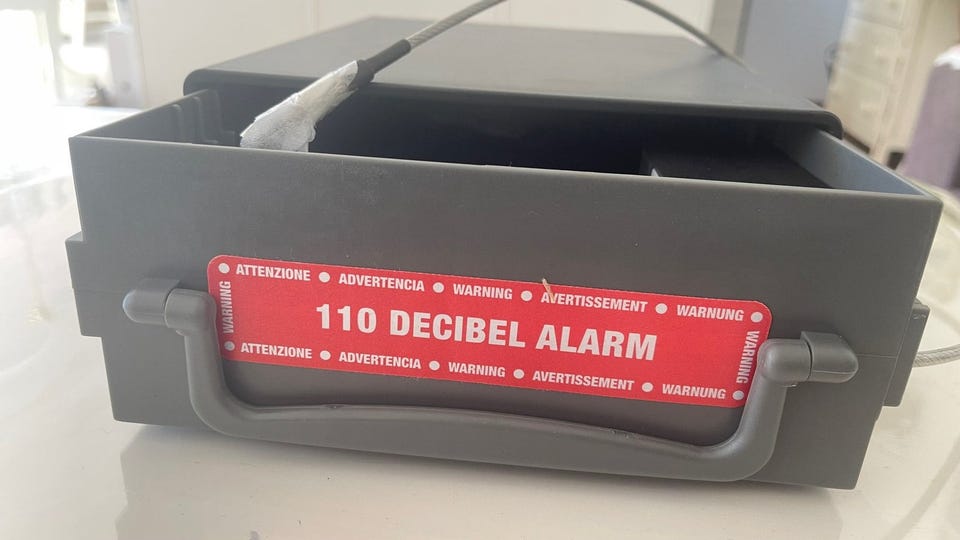 ATTENZIONE ● ADVERTENCIA ● WARNING ● AVERTISSEMENT ● WARNUNG
WARNING
110 DECIBEL ALARM
WARNING
ATTENZIONE ● ADVERTENCIA ● WARNING ● AVERTISSEMENT ● WARNUNG